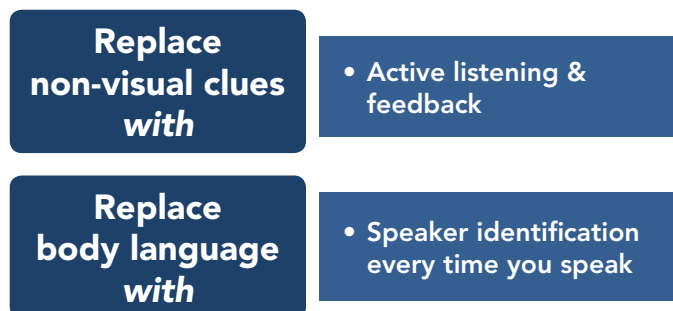 Replace
non-visual clues
with
• Active listening &
feedback
Replace
body language
with
• Speaker identification
every time you speak